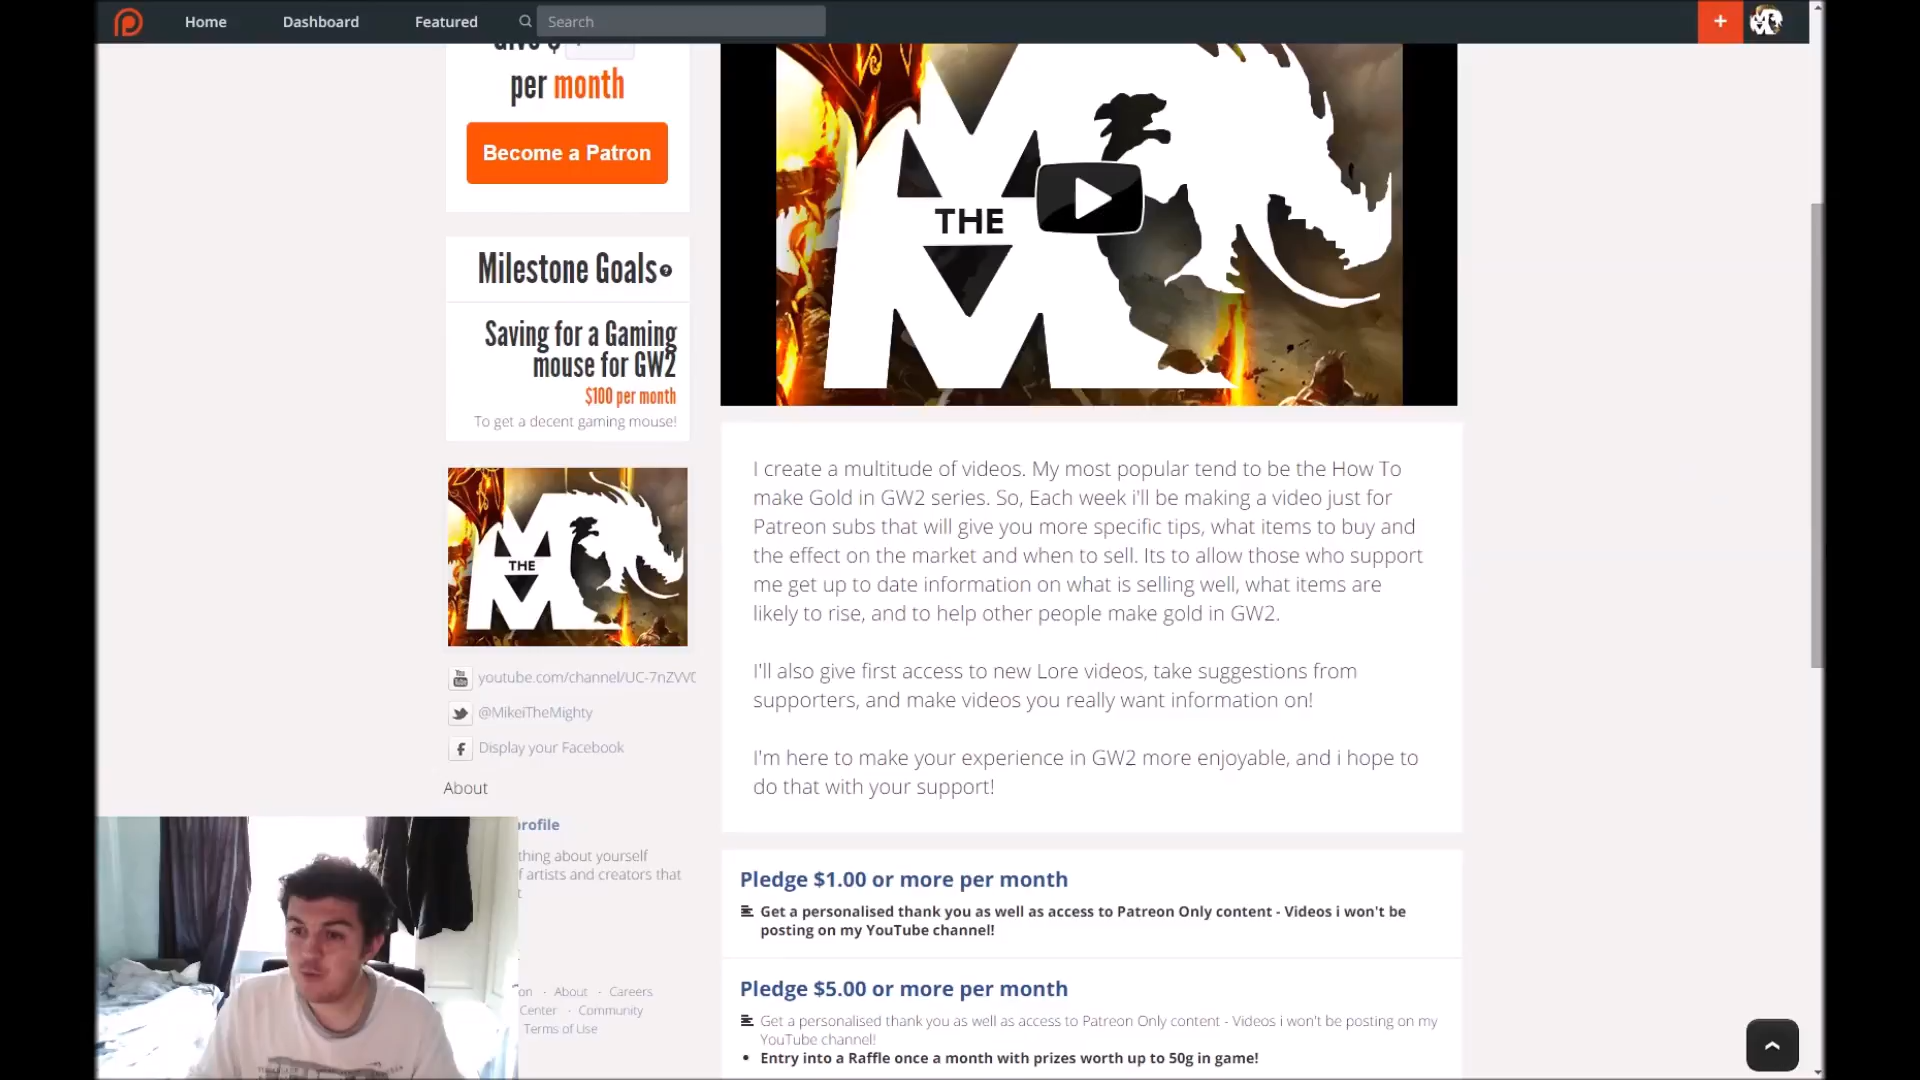 Home
Dashboard
Featured
Search
+
per month
Become a Patron
Milestone Goals
Saving for a Gaming
mouse for GW2
$100 per month
To get a decent gaming mouse!
THE
THE
youtube.com/channel/UC-7nZVV
@MikeiTheMighty
Display your Facebook
About
profile
thing about yourself
f artists and creators that
t
on · About · Careers
Center · Community
Terms of Use
I create a multitude of videos. My most popular tend to be the How To
make Gold in GW2 series. So, Each week i'll be making a video just for
Patreon subs that will give you more specific tips, what items to buy and
the effect on the market and when to sell. Its to allow those who support
me get up to date information on what is selling well, what items are
likely to rise, and to help other people make gold in GW2.
I'll also give first access to new Lore videos, take suggestions from
supporters, and make videos you really want information on!
I'm here to make your experience in GW2 more enjoyable, and i hope to
do that with your support!
Pledge $1.00 or more per month
Get a personalised thank you as well as access to Patreon Only content - Videos i won't be
posting on my YouTube channel!
Pledge $5.00 or more per month
Get a personalised thank you as well as access to Patreon Only content - Videos i won't be posting on my
YouTube channel!
• Entry into a Raffle once a month with prizes worth up to 50g in game!